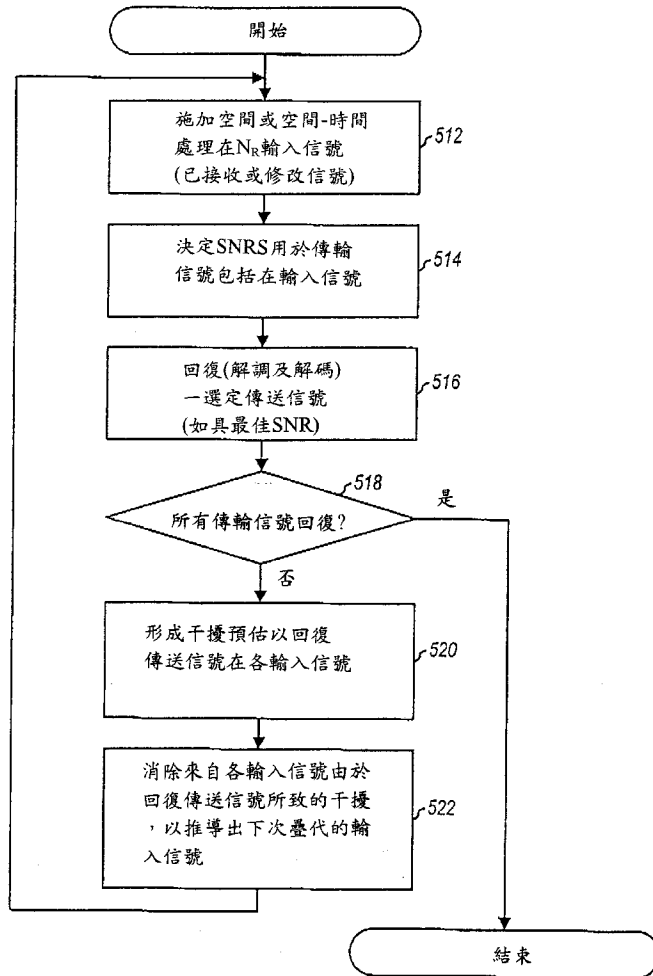 開始
施加空間或空間-時間
處理在NR輸入信號
(已接收或修改信號)
512
決定SNRS用於傳輸
信號包括在輸入信號
514
回復(解調及解碼)
一選定傳送信號
(如具最佳SNR)
516
518
所有傳輸信號回復?
是
否
形成干擾預估以回復
傳送信號在各輸入信號
520
消除來自各輸入信號由於
回復傳送信號所致的干擾
，以推導出下次疊代的輸
入信號
522
結束